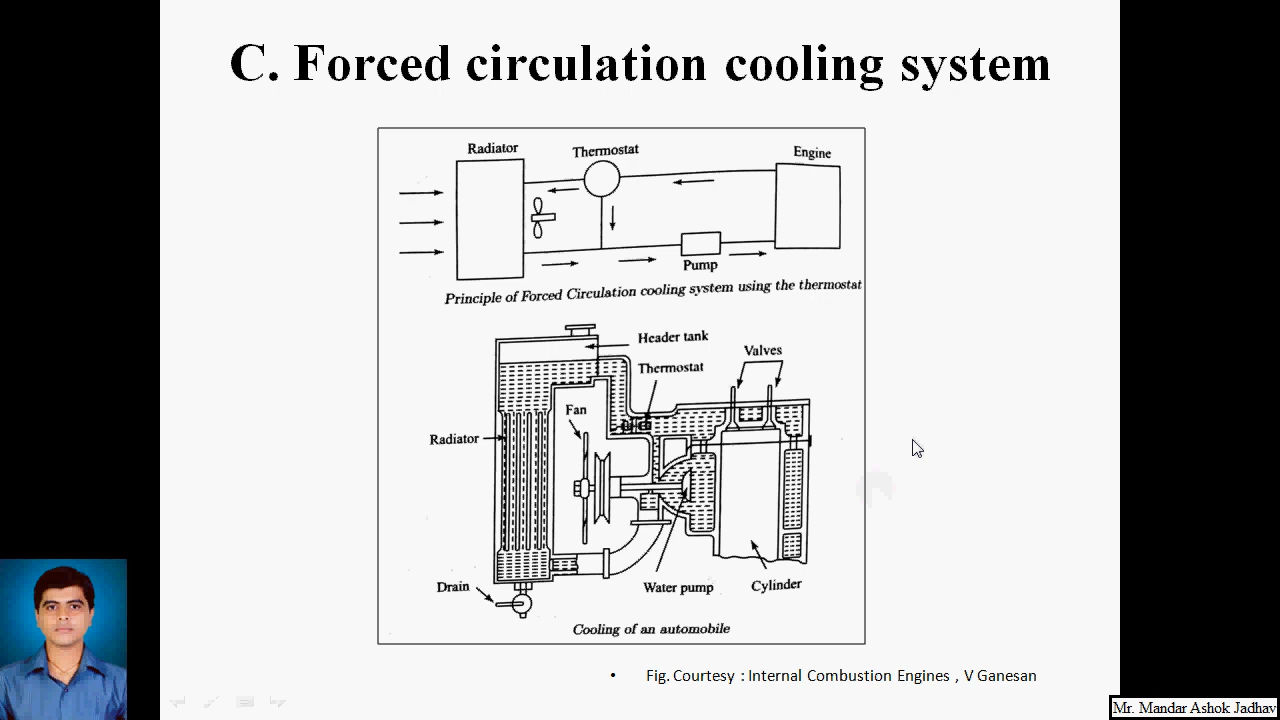 C. Forced circulation cooling system
Radiator
Thermostat
Engine
Pump
Principle of Forced Circulation cooling system using the thermostat
Header tank
Valves
Thermostat
Fan
Radiator
Drain
Water pump
Cylinder
Cooling of an automobile
• Fig. Courtesy : Internal Combustion Engines , V Ganesan
Mr. Mandar Ashok Jadhav